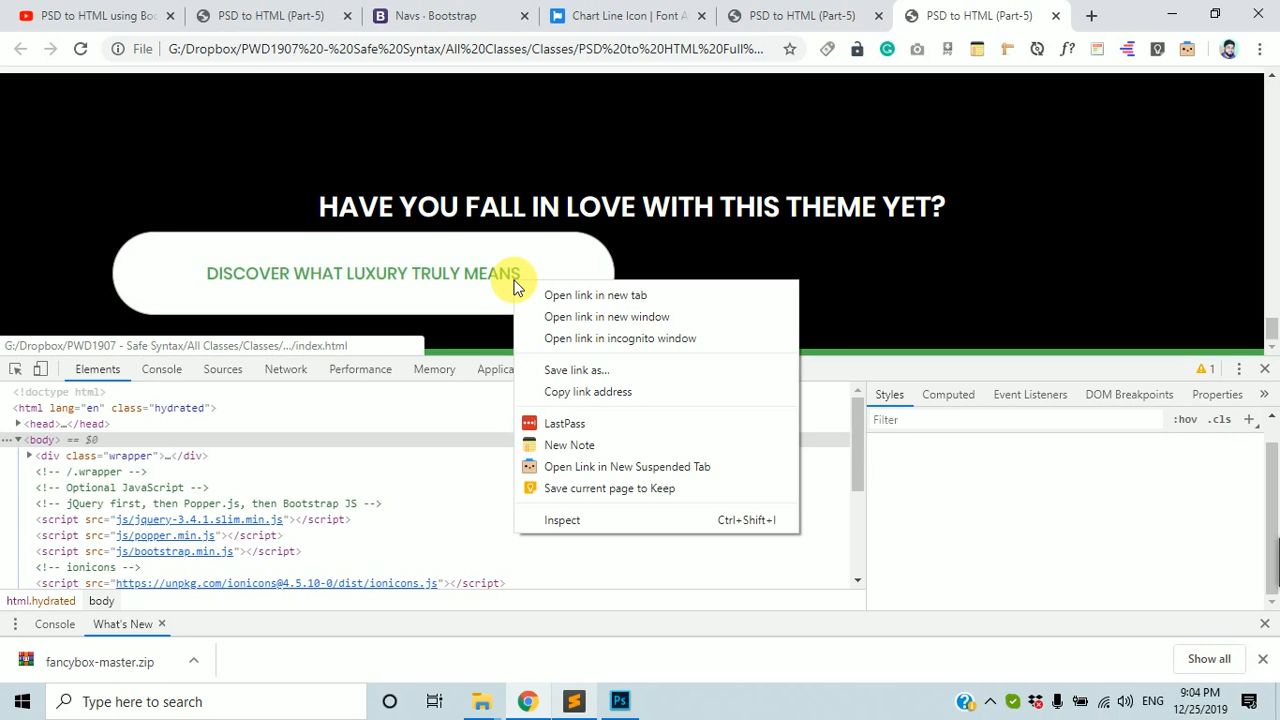 PSD to HTML using Boo
PSD to HTML (Part-5)
Navs · Bootstrap
Chart Line Icon | Font A
PSD to HTML (Part-5)
PSD to HTML (Part-5)
File
G:/Dropbox/PWD1907%20-%20Safe%20Syntax/All%20Classes/Classes/PSD%20to%20HTML%20Full%...
f?
HAVE YOU FALL IN LOVE WITH THIS THEME YET?
DISCOVER WHAT LUXURY TRULY MEANS
Open link in new tab
Open link in new window
Open link in incognito window
Save link as...
Copy link address
LastPass
New Note
Open Link in New Suspended Tab
Save current page to Keep
Inspect Ctrl+Shift+I
G:/Dropbox/PWD1907 - Safe Syntax/All Classes/Classes/.../index.html
Elements Console Sources Network Performance Memory Applica
1
<!doctype html>
<html lang="en" class="hydrated">
<head>…</head>
<body> == $0
<div class="wrapper">…</div>
<!-- /.wrapper -->
<!-- Optional JavaScript -->
<!-- jQuery first, then Popper.js, then Bootstrap JS -->
<script src="js/jquery-3.4.1.slim.min.js"></script>
<script src="js/popper.min.js"></script>
<script src="js/bootstrap.min.js"></script>
<!-- ionicons -->
<script src="https://unpkg.com/ionicons@4.5.10-0/dist/ionicons.js"></script>
html.hydrated body
Styles Computed Event Listeners DOM Breakpoints Properties »
Filter :hov .cls +
Console What's New ×
fancybox-master.zip
Show all
Type here to search
Ps
ENG
9:04 PM
12/25/2019